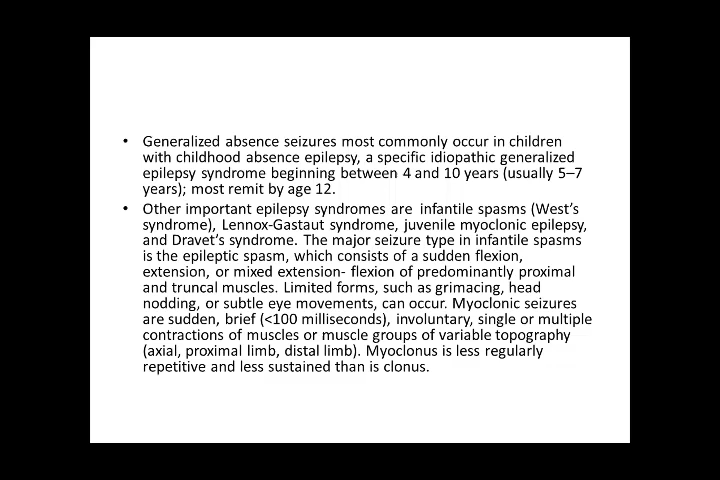 • Generalized absence seizures most commonly occur in children
with childhood absence epilepsy, a specific idiopathic generalized
epilepsy syndrome beginning between 4 and 10 years (usually 5–7
years); most remit by age 12.
• Other important epilepsy syndromes are infantile spasms (West's
syndrome), Lennox-Gastaut syndrome, juvenile myoclonic epilepsy,
and Dravet's syndrome. The major seizure type in infantile spasms
is the epileptic spasm, which consists of a sudden flexion,
extension, or mixed extension- flexion of predominantly proximal
and truncal muscles. Limited forms, such as grimacing, head
nodding, or subtle eye movements, can occur. Myoclonic seizures
are sudden, brief (<100 milliseconds), involuntary, single or multiple
contractions of muscles or muscle groups of variable topography
(axial, proximal limb, distal limb). Myoclonus is less regularly
repetitive and less sustained than is clonus.